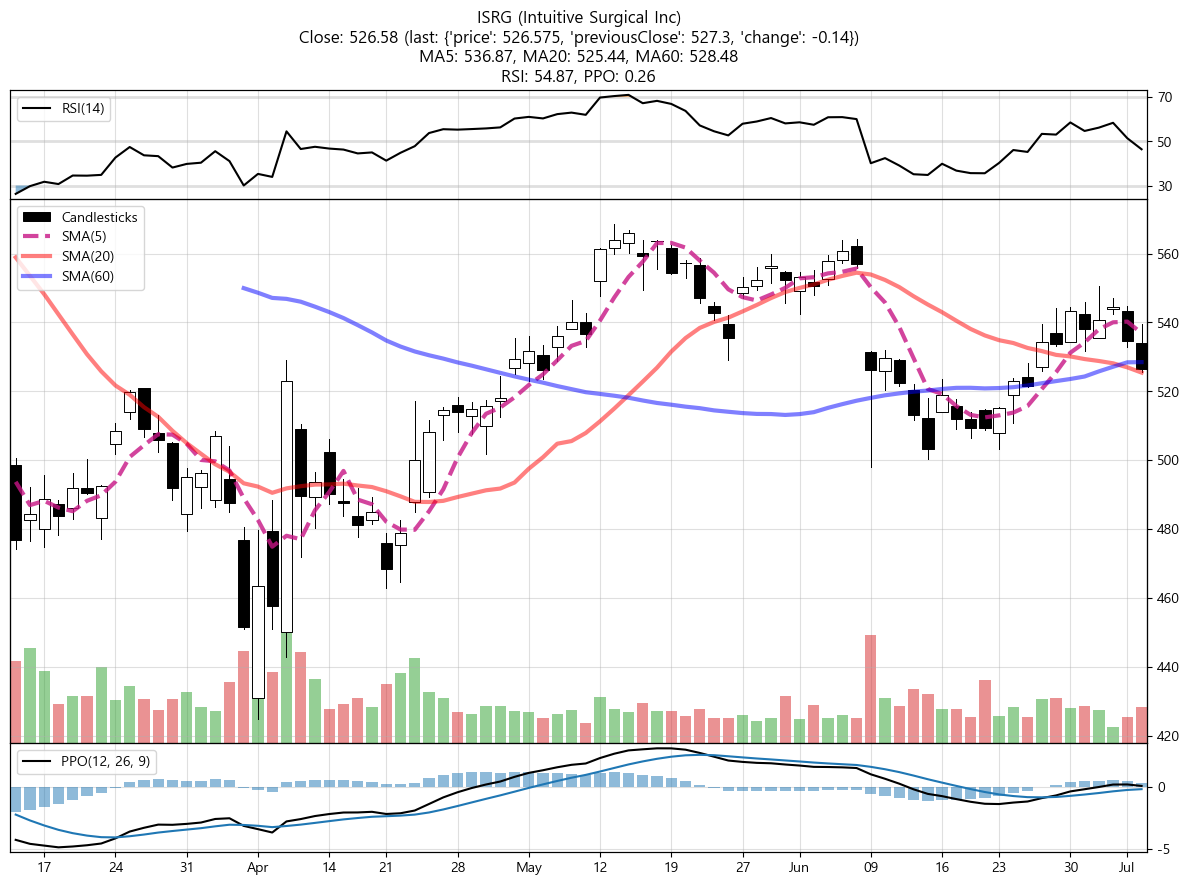 ISRG (Intuitive Surgical Inc)
Close: 526.58 (last: {'price': 526.575, 'previousClose': 527.3, 'change': -0.14})
MA5: 536.87, MA20: 525.44, MA60: 528.48
RSI: 54.87, PPO: 0.26
RSI(14)
70
50
30
Candlesticks
SMA(5)
SMA(20)
SMA(60)
560
540
520
500
480
460
440
420
PPO(12, 26, 9)
0
-5
17 24 31 Apr 14 21 28 May 12 19 27 Jun 09 16 23 30 Jul